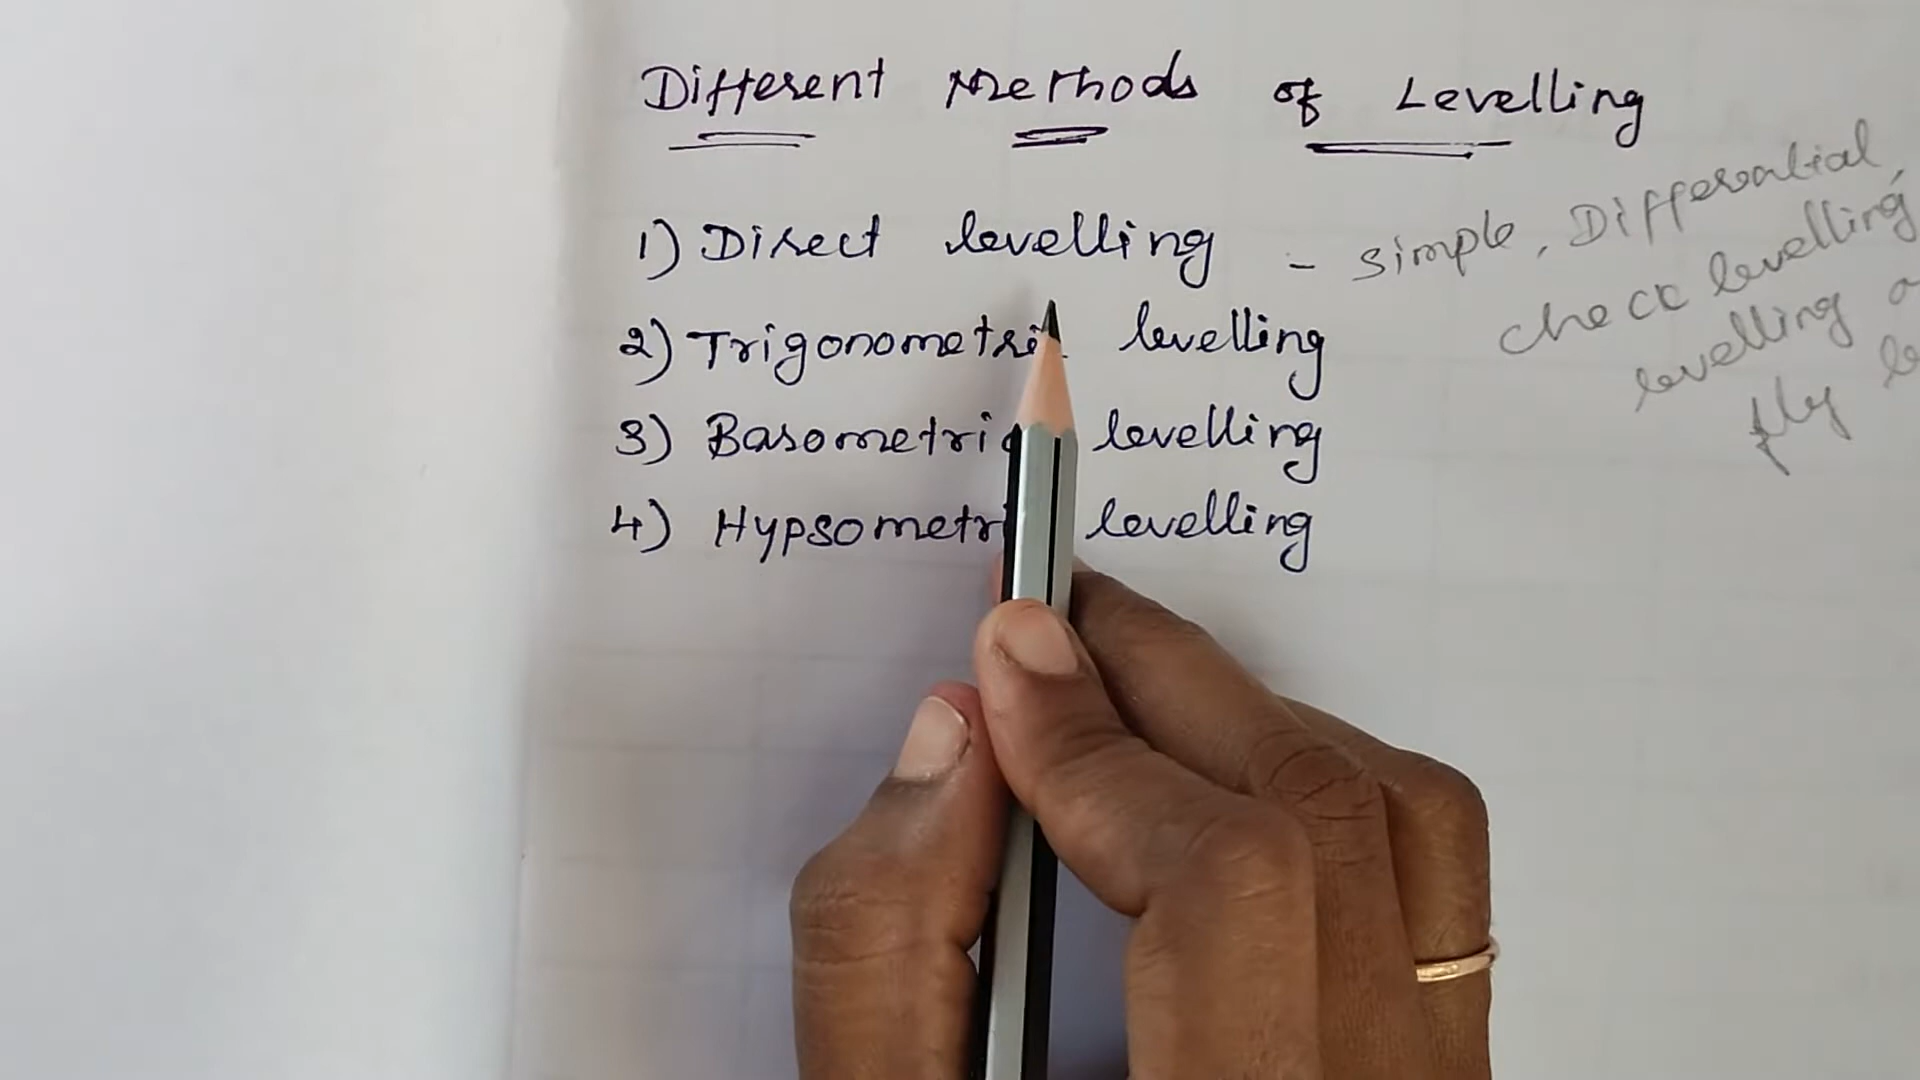 Different Methods of Levelling
1) Direct levelling - simple, Differential,
check levelling,
levelling
fly
2) Trigonometric levelling
3) Barometric levelling
4) Hypsometric levelling